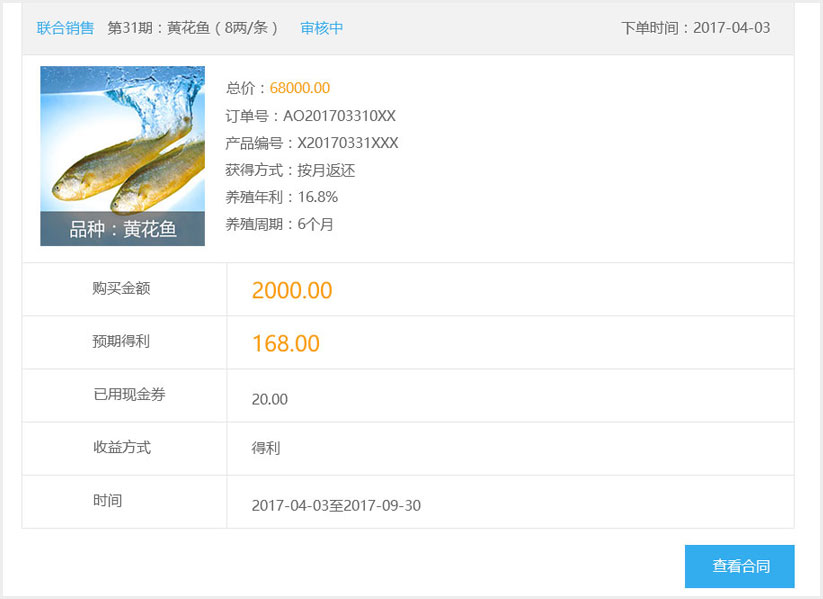 联合销售 第31期：黄花鱼（8两/条） 审核中 下单时间：2017-04-03
总价：68000.00
订单号：AO201703310XX
产品编号：X20170331XXX
获得方式：按月返还
养殖年利：16.8%
养殖周期：6个月
品种：黄花鱼
购买金额 2000.00
预期得利 168.00
已用现金券 20.00
收益方式 得利
时间 2017-04-03至2017-09-30
查看合同